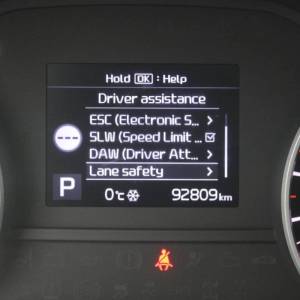 Hold OK : Help
Driver assistance
ESC (Electronic S...
SLW (Speed Limit ...
DAW (Driver Att...
Lane safety
P 0°C 92809km